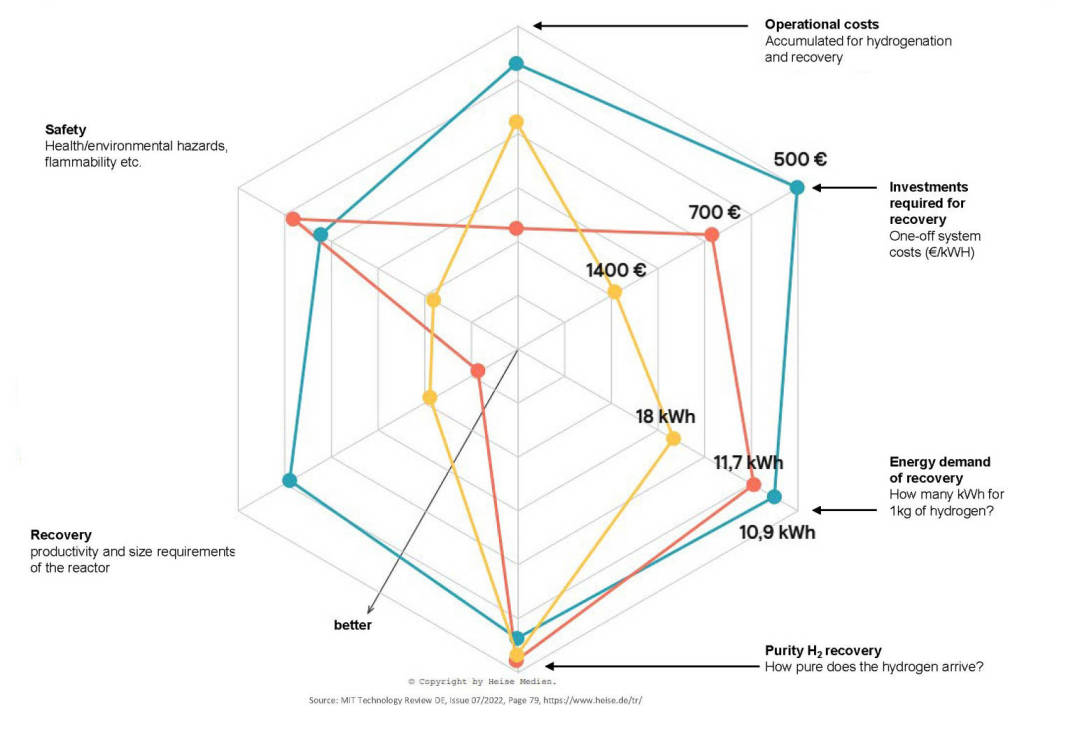 Operational costs
Accumulated for hydrogenation
and recovery
Safety
Health/environmental hazards,
flammability etc.
500 €
Investments
required for
recovery
One-off system
costs (€/kWH)
700 €
1400 €
18 kWh
11,7 kWh
Energy demand
of recovery
How many kWh for
1kg of hydrogen?
10,9 kWh
Recovery
productivity and size requirements
of the reactor
better
Purity H₂ recovery
How pure does the hydrogen arrive?
© Copyright by Heise Medien.
Source: MIT Technology Review DE, Issue 07/2022, Page 79, https://www.heise.de/tr/